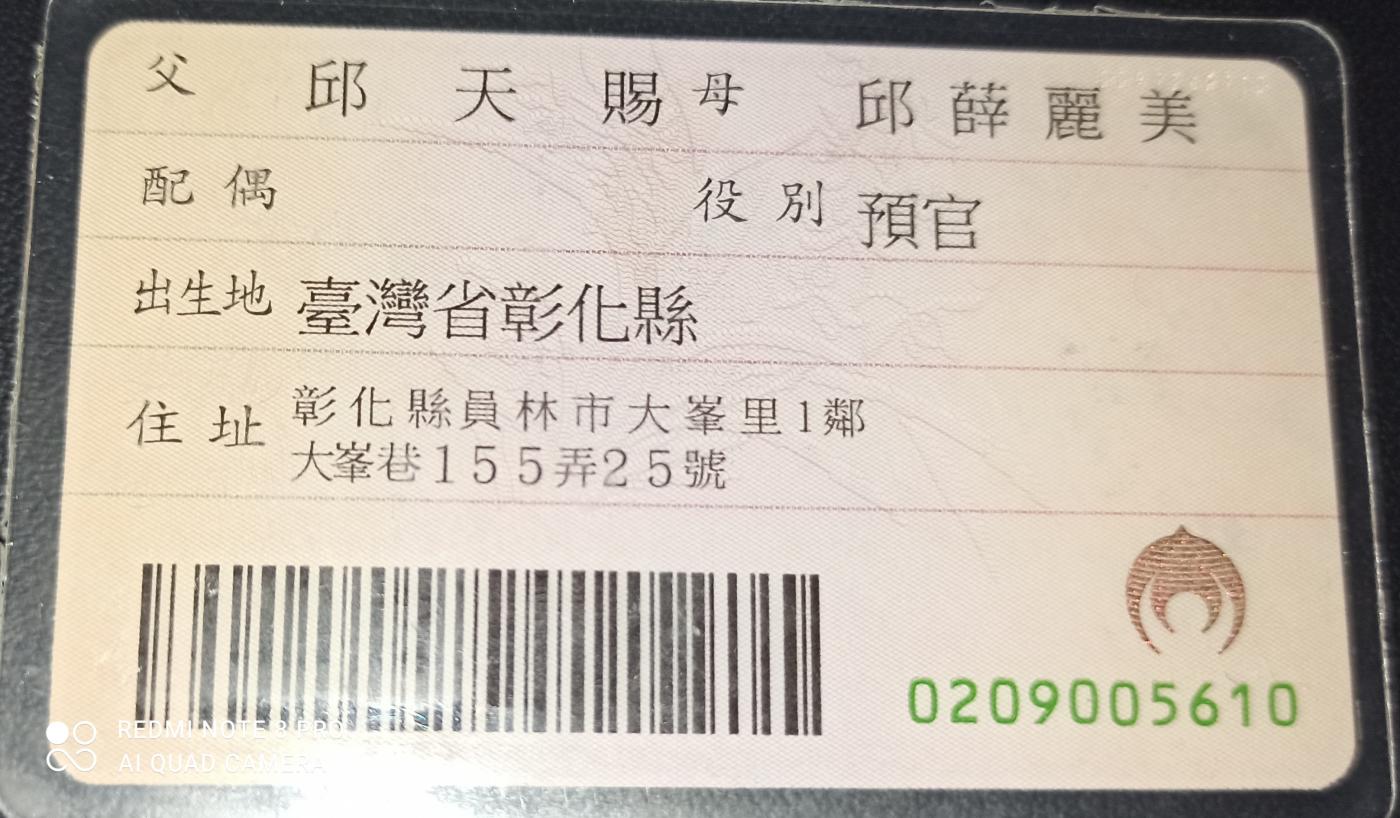 父 邱天賜 母 邱薛麗美
配偶 役別 預官
出生地 臺灣省彰化縣
住址 彰化縣員林市大峯里1鄰
大峯巷155弄25號
0209005610
REDMI NOTE 8 PRO
AI QUAD CAMERA